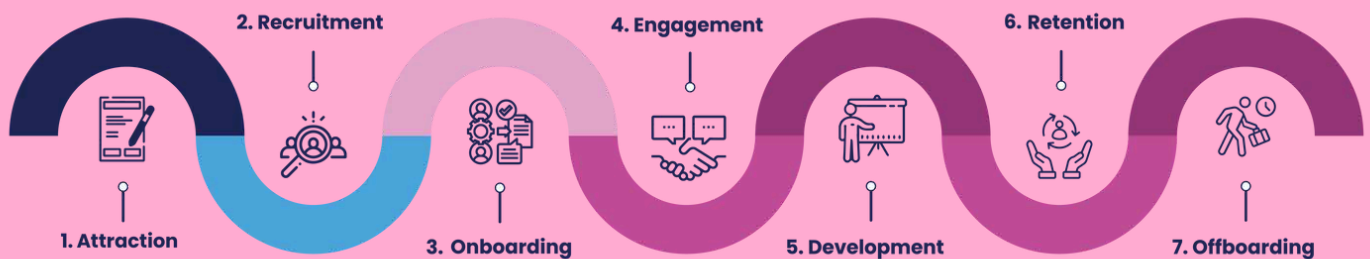 1. Attraction
2. Recruitment
3. Onboarding
4. Engagement
5. Development
6. Retention
7. Offboarding